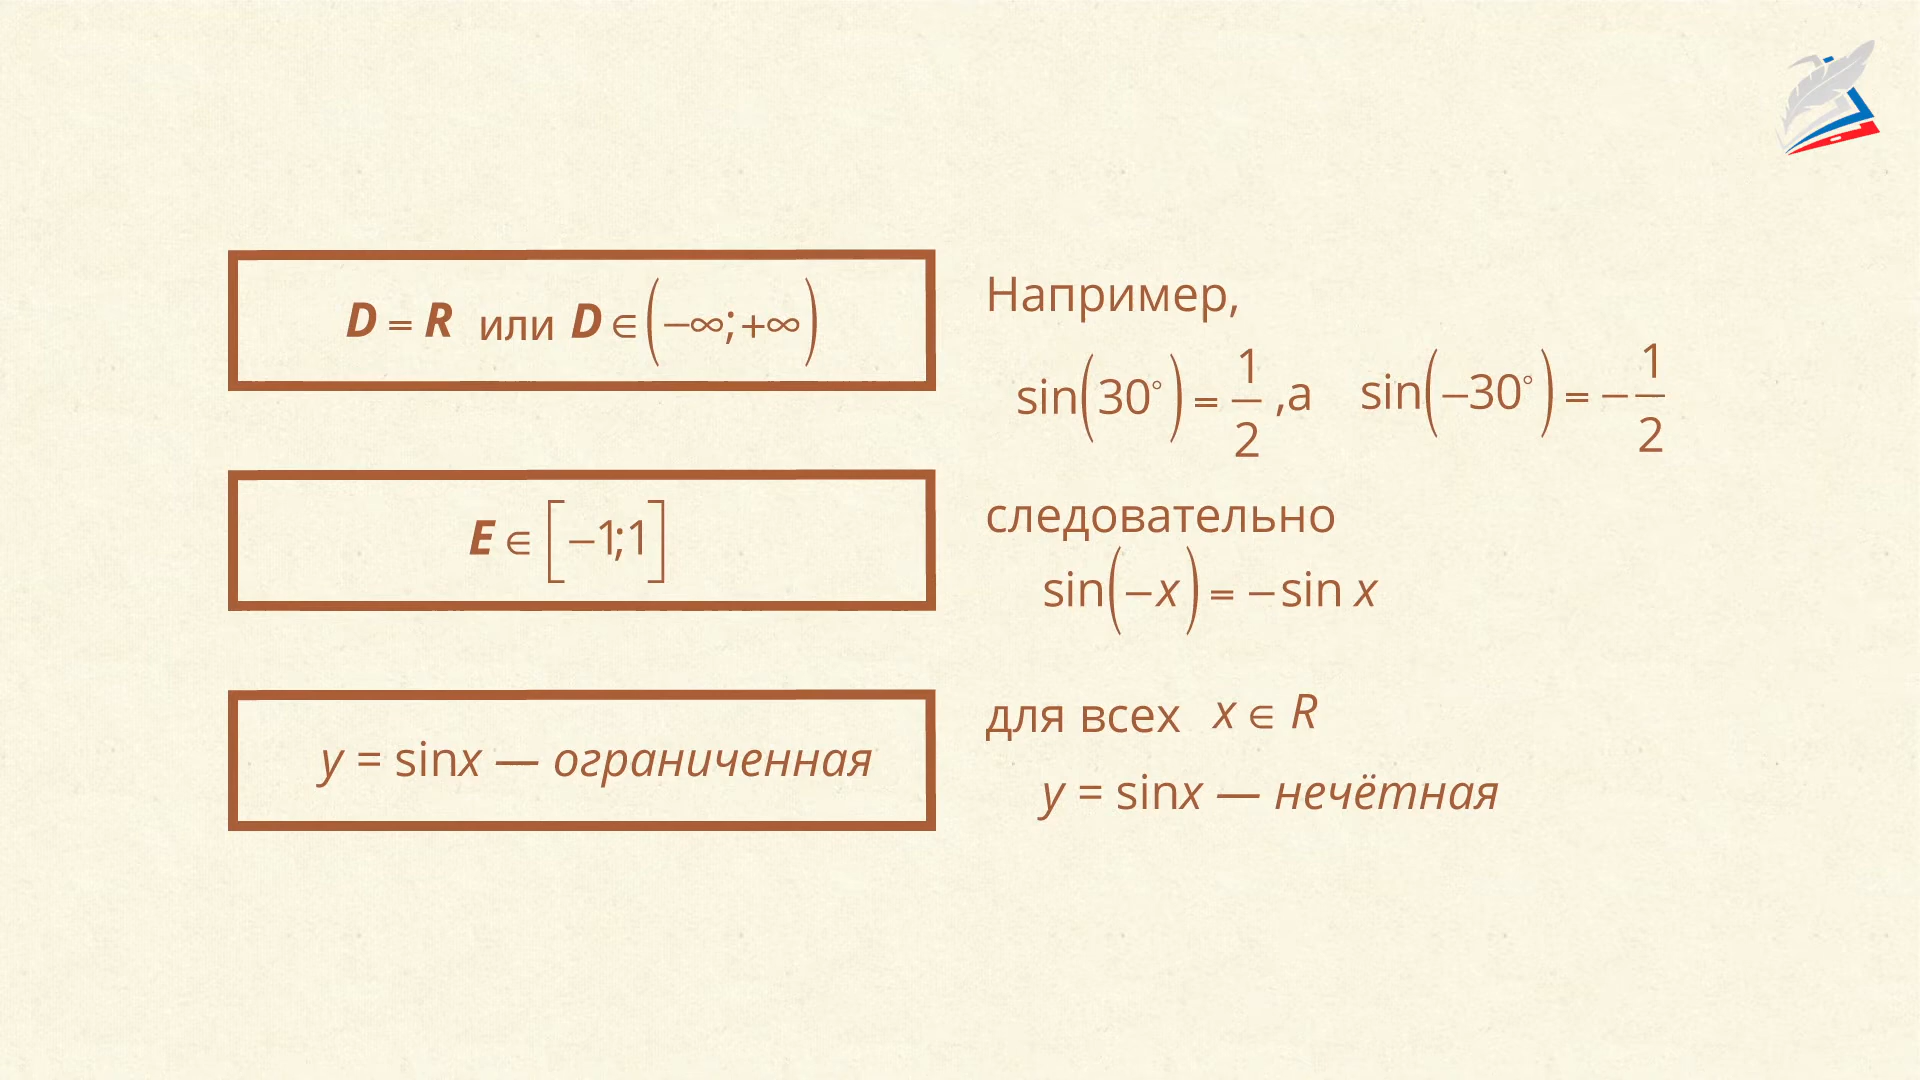 D = R или D ∈ (−∞; +∞)
E ∈ [−1; 1]
y = sinx — ограниченная
Например,
sin(30°) = 1/2 ,а sin(−30°) = −1/2
следовательно
sin(−x) = −sin x
для всех x ∈ R
y = sinx — нечётная